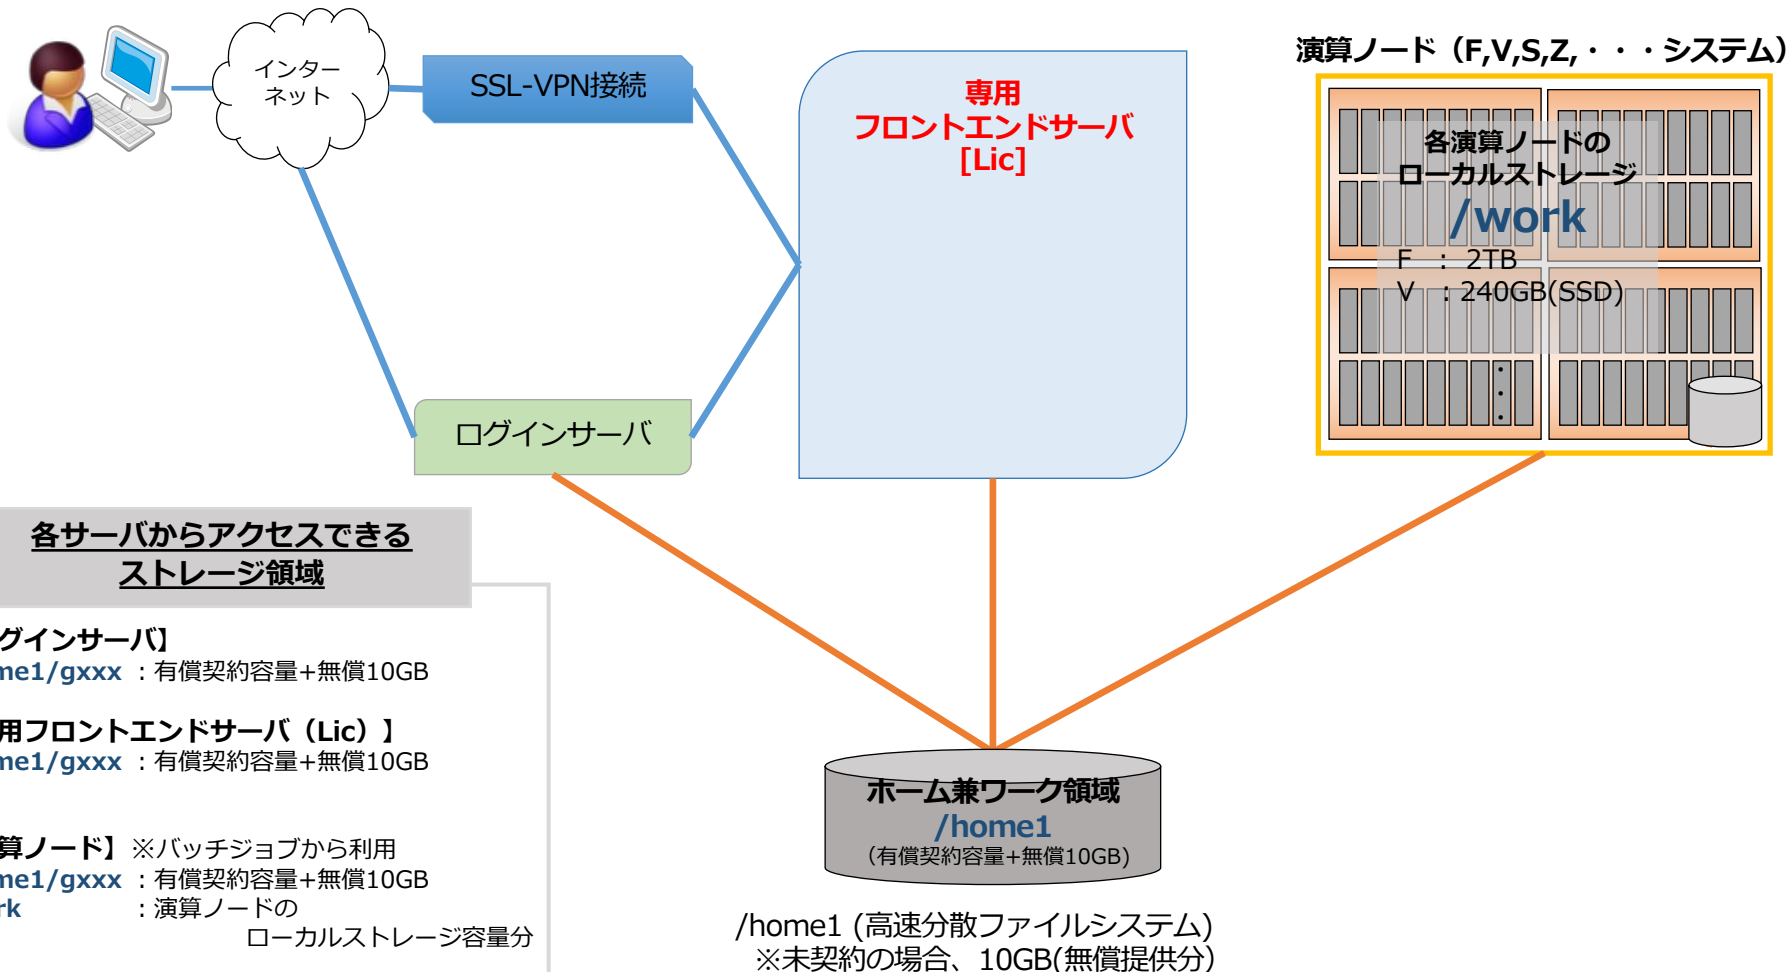 インター
ネット
SSL-VPN接続
専用
フロントエンドサーバ
[Lic]
演算ノード（F,V,S,Z,・・・システム）
各演算ノードの
ローカルストレージ
/work
F ： 2TB
V ：240GB(SSD)
ログインサーバ
各サーバからアクセスできる
ストレージ領域
グインサーバ】
me1/gxxx ：有償契約容量+無償10GB
用フロントエンドサーバ（Lic）】
me1/gxxx ：有償契約容量+無償10GB
算ノード】※バッチジョブから利用
me1/gxxx ：有償契約容量+無償10GB
rk ：演算ノードの
ローカルストレージ容量分
ホーム兼ワーク領域
/home1
（有償契約容量+無償10GB)
/home1 (高速分散ファイルシステム)
※未契約の場合、10GB(無償提供分）